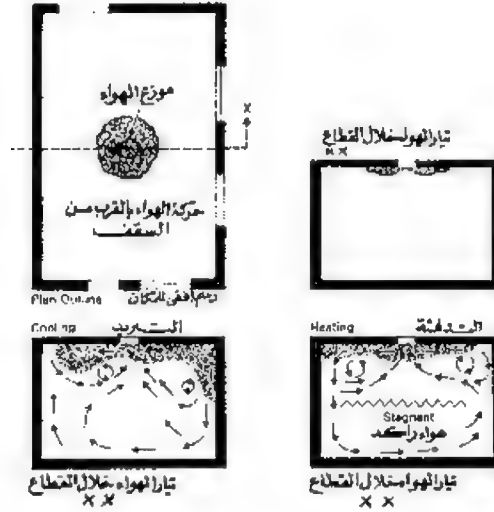 موزع الهواء
X
تيار الهواء خلال القطاع
X X
حركة الهواء بالقرب من
السقف
Plan Outline رسم أفقي للمكان
Cooling التبريد
Heating التدفئة
Stagnant
هواء راكد
تيار الهواء خلال القطاع
X X
تيار الهواء خلال القطاع
X X